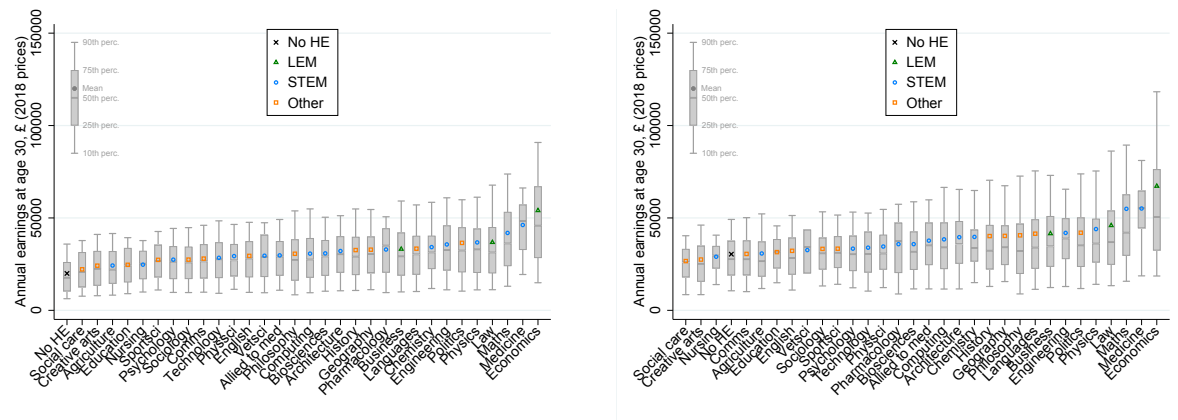 Annual earnings at age 30, £ (2018 prices)
150000
100000
50000
0
90th perc.
75th perc.
Mean
50th perc.
25th perc.
10th perc.
No HE
LEM
STEM
Other
No HE
Social care
Creative arts
Agriculture
Education
Nursing
Sportsci
Psychology
Sociology
Comms
Technology
Physsci
English
Vetsci
Allied to med
Philosophy
Computing
Biosciences
Architecture
History
Geography
Pharmacology
Business
Languages
Chemistry
Engineering
Politics
Physics
Law
Maths
Medicine
Economics
Annual earnings at age 30, £ (2018 prices)
150000
100000
50000
0
90th perc.
75th perc.
Mean
50th perc.
25th perc.
10th perc.
No HE
LEM
STEM
Other
Social care
Creative arts
Nursing
No HE
Comms
Agriculture
Education
English
Vetsci
Sportsci
Sociology
Psychology
Technology
Physsci
Pharmacology
Biosciences
Allied to med
Computing
Architecture
Chemistry
History
Geography
Philosophy
Languages
Business
Engineering
Politics
Physics
Law
Maths
Medicine
Economics